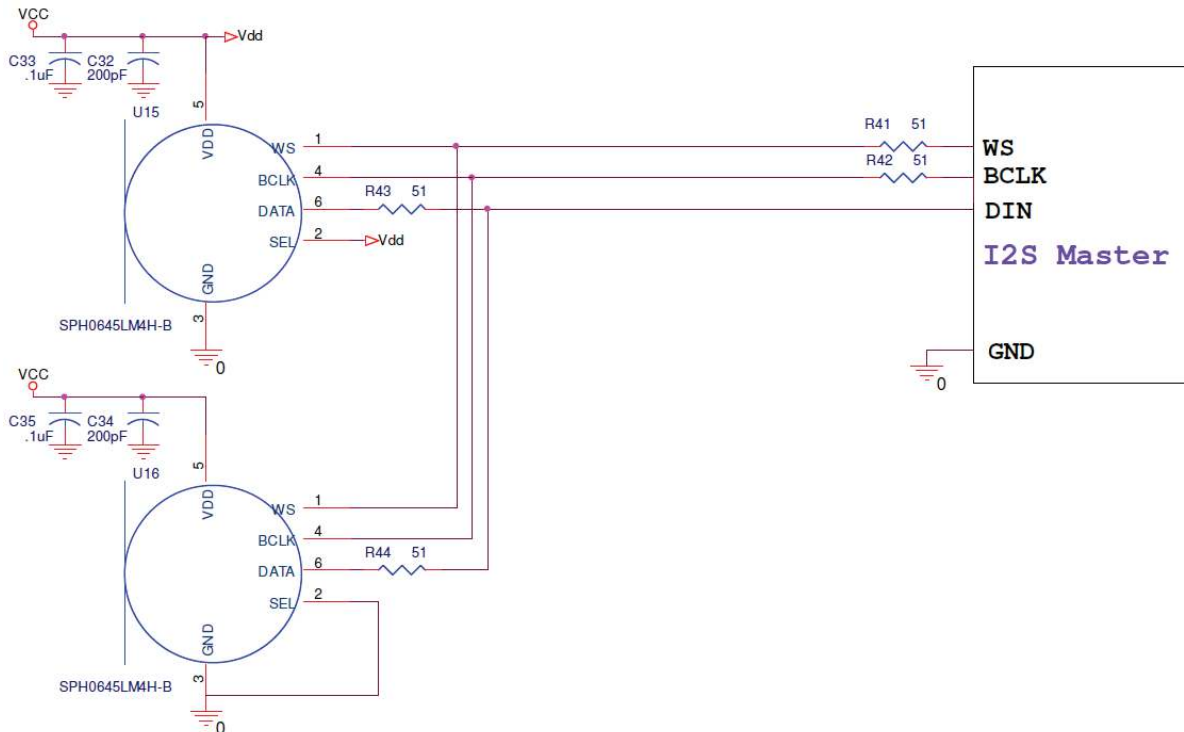 VCC
Vdd
C33
.1uF
C32
200pF
U15
5
VDD
WS
1
BCLK
4
DATA
6
SEL
2
Vdd
GND
3
SPH0645LM4H-B
0
R43 51
R41 51
R42 51
WS
BCLK
DIN
I2S Master
GND
0
VCC
C35
.1uF
C34
200pF
U16
5
VDD
WS
1
BCLK
4
DATA
6
SEL
2
R44 51
GND
3
SPH0645LM4H-B
0